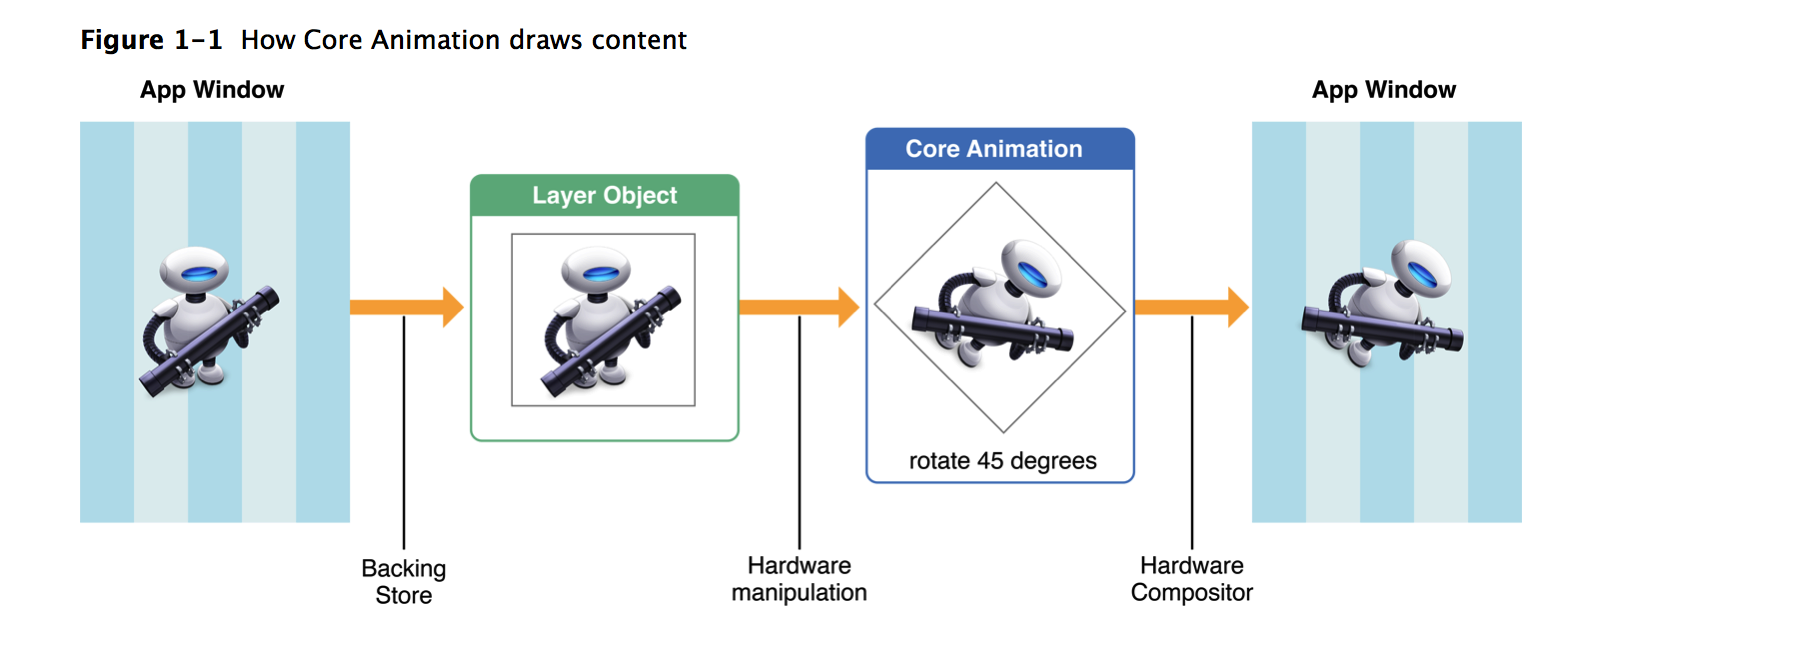 Figure 1-1 How Core Animation draws content
App Window
Layer Object
Core Animation
rotate 45 degrees
App Window
Backing
Store
Hardware
manipulation
Hardware
Compositor